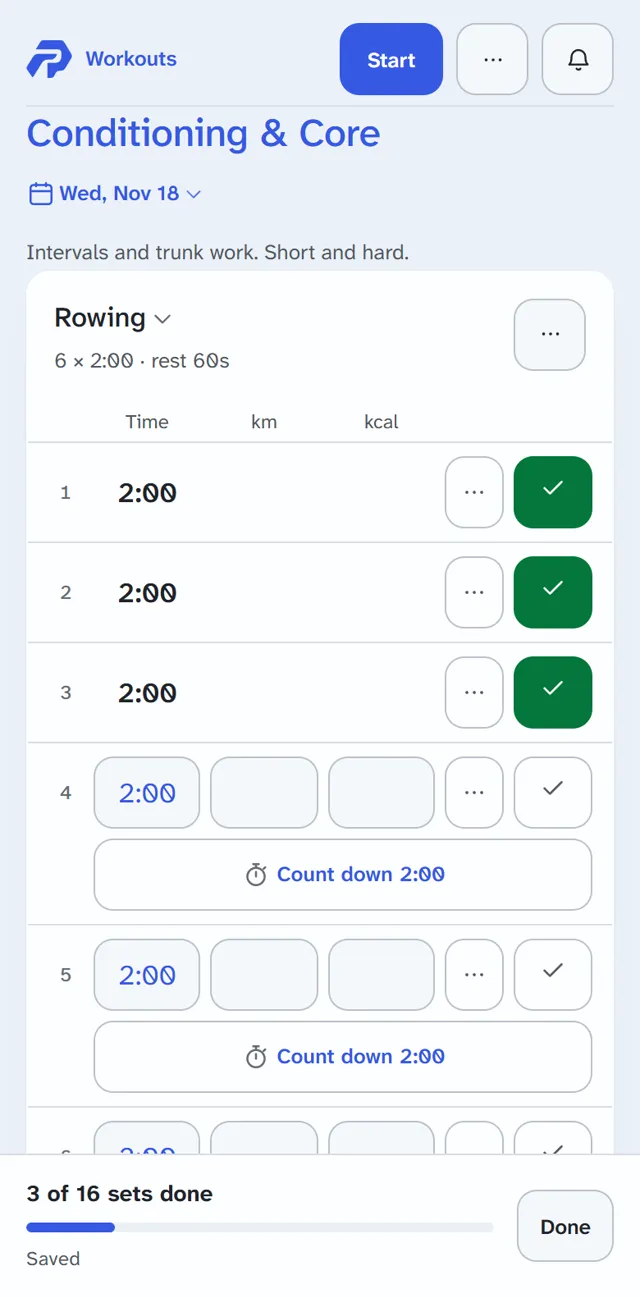 Workouts
Start
...
Conditioning & Core
Wed, Nov 18
Intervals and trunk work. Short and hard.
Rowing
...
6 × 2:00 · rest 60s
Time km kcal
1 2:00 ...
2 2:00 ...
3 2:00 ...
4 2:00 ...
Count down 2:00
5 2:00 ...
Count down 2:00
3 of 16 sets done
Done
Saved